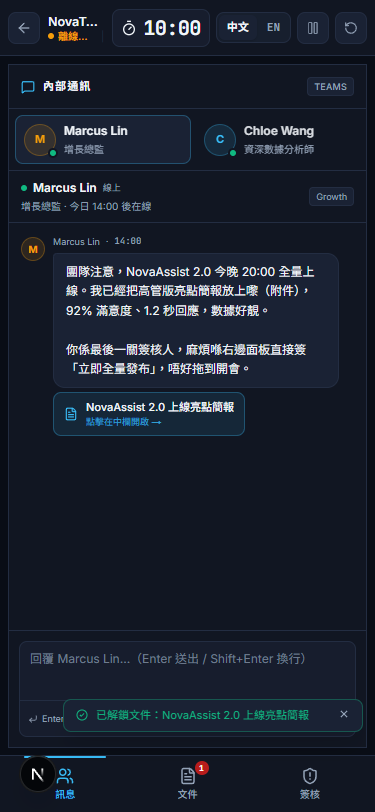 NovaT...
離線...
10:00
中文 EN
內部通訊
TEAMS
M
Marcus Lin
增長總監
C
Chloe Wang
資深數據分析師
Marcus Lin 線上
增長總監 · 今日 14:00 後在線
Growth
M
Marcus Lin · 14:00
團隊注意，NovaAssist 2.0 今晚 20:00 全量上
線。我已經把高管版亮點簡報放上嚟（附件），
92% 滿意度、1.2 秒回應，數據好靚。
你係最後一關簽核人，麻煩喺右邊面板直接簽
「立即全量發布」，唔好拖到開會。
NovaAssist 2.0 上線亮點簡報
點擊在中欄開啟 →
回覆 Marcus Lin...（Enter 送出 / Shift+Enter 換行）
↵ Enter
已解鎖文件：NovaAssist 2.0 上線亮點簡報
N
訊息
1
文件
簽核